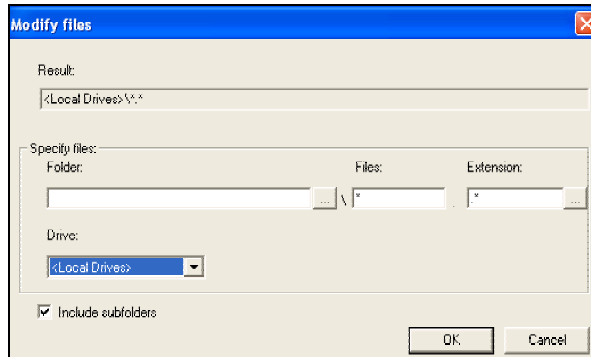 Modify files
Result:
<Local Drives>\*.*
Specify files:
Folder: Files: Extension:
... \ * . .* ...
Drive:
<Local Drives>
Include subfolders
OK Cancel